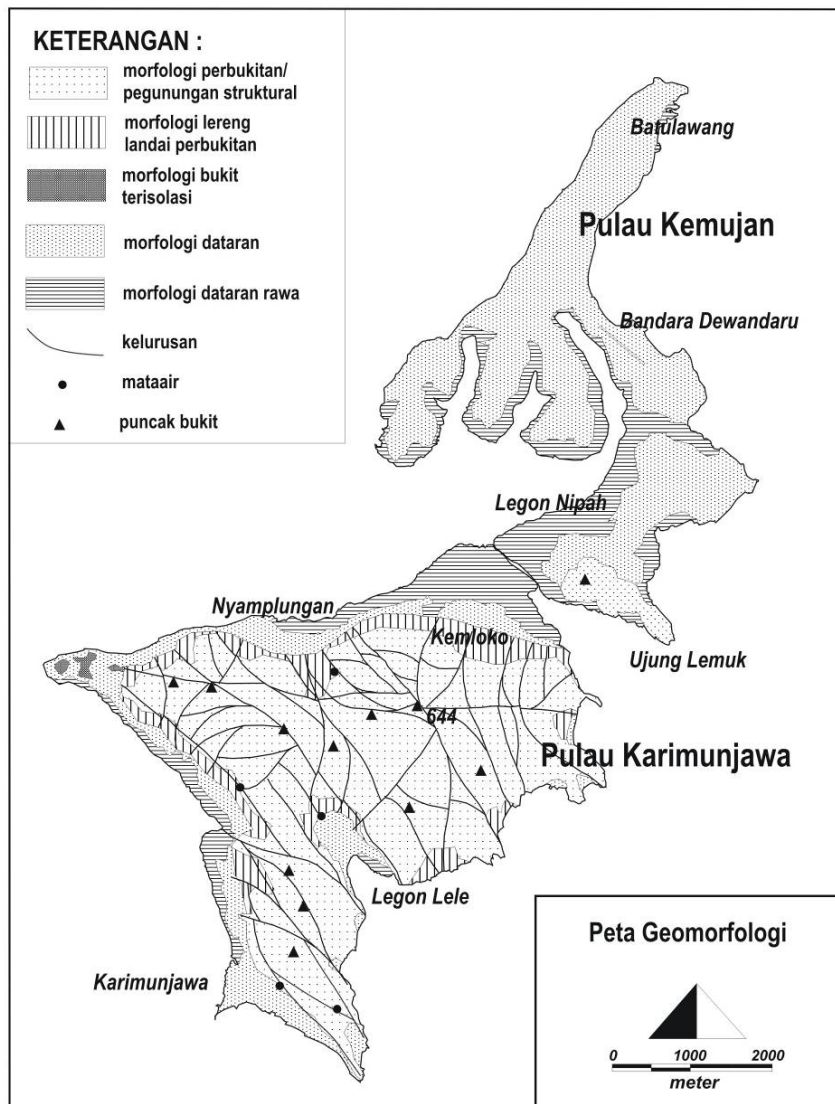 KETERANGAN :
morfologi perbukitan/
pegunungan struktural
morfologi lereng
landai perbukitan
morfologi bukit
terisolasi
morfologi dataran
morfologi dataran rawa
kelurusan
mataair
puncak bukit
Batulawang
Pulau Kemujan
Bandara Dewandaru
Legon Nipah
Nyamplungan
Kemloko
Ujung Lemuk
644
Pulau Karimunjawa
Legon Lele
Karimunjawa
Peta Geomorfologi
0 1000 2000
meter